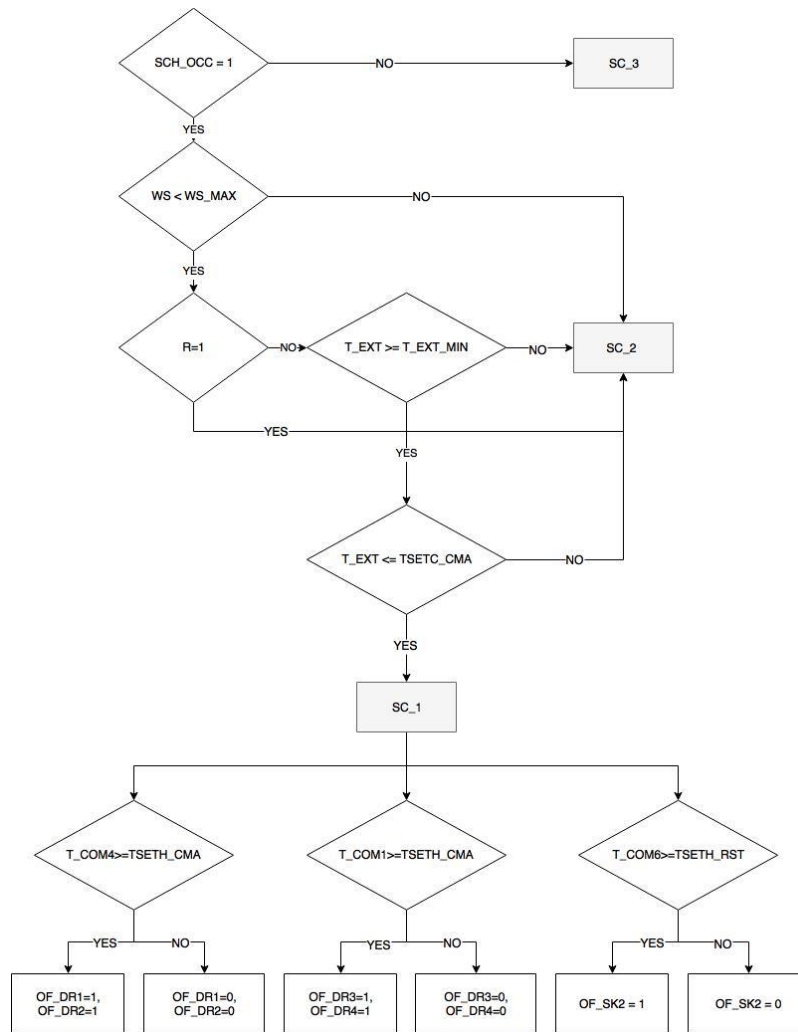 SCH_OCC = 1
NO
SC_3
YES
WS < WS_MAX
NO
YES
R=1
NO
T_EXT >= T_EXT_MIN
NO
SC_2
YES
YES
T_EXT <= TSETC_CMA
NO
YES
SC_1
T_COM4>=TSETH_CMA
T_COM1>=TSETH_CMA
T_COM6>=TSETH_RST
YES
NO
YES
NO
YES
NO
OF_DR1=1,
OF_DR2=1
OF_DR1=0,
OF_DR2=0
OF_DR3=1,
OF_DR4=1
OF_DR3=0,
OF_DR4=0
OF_SK2 = 1
OF_SK2 = 0